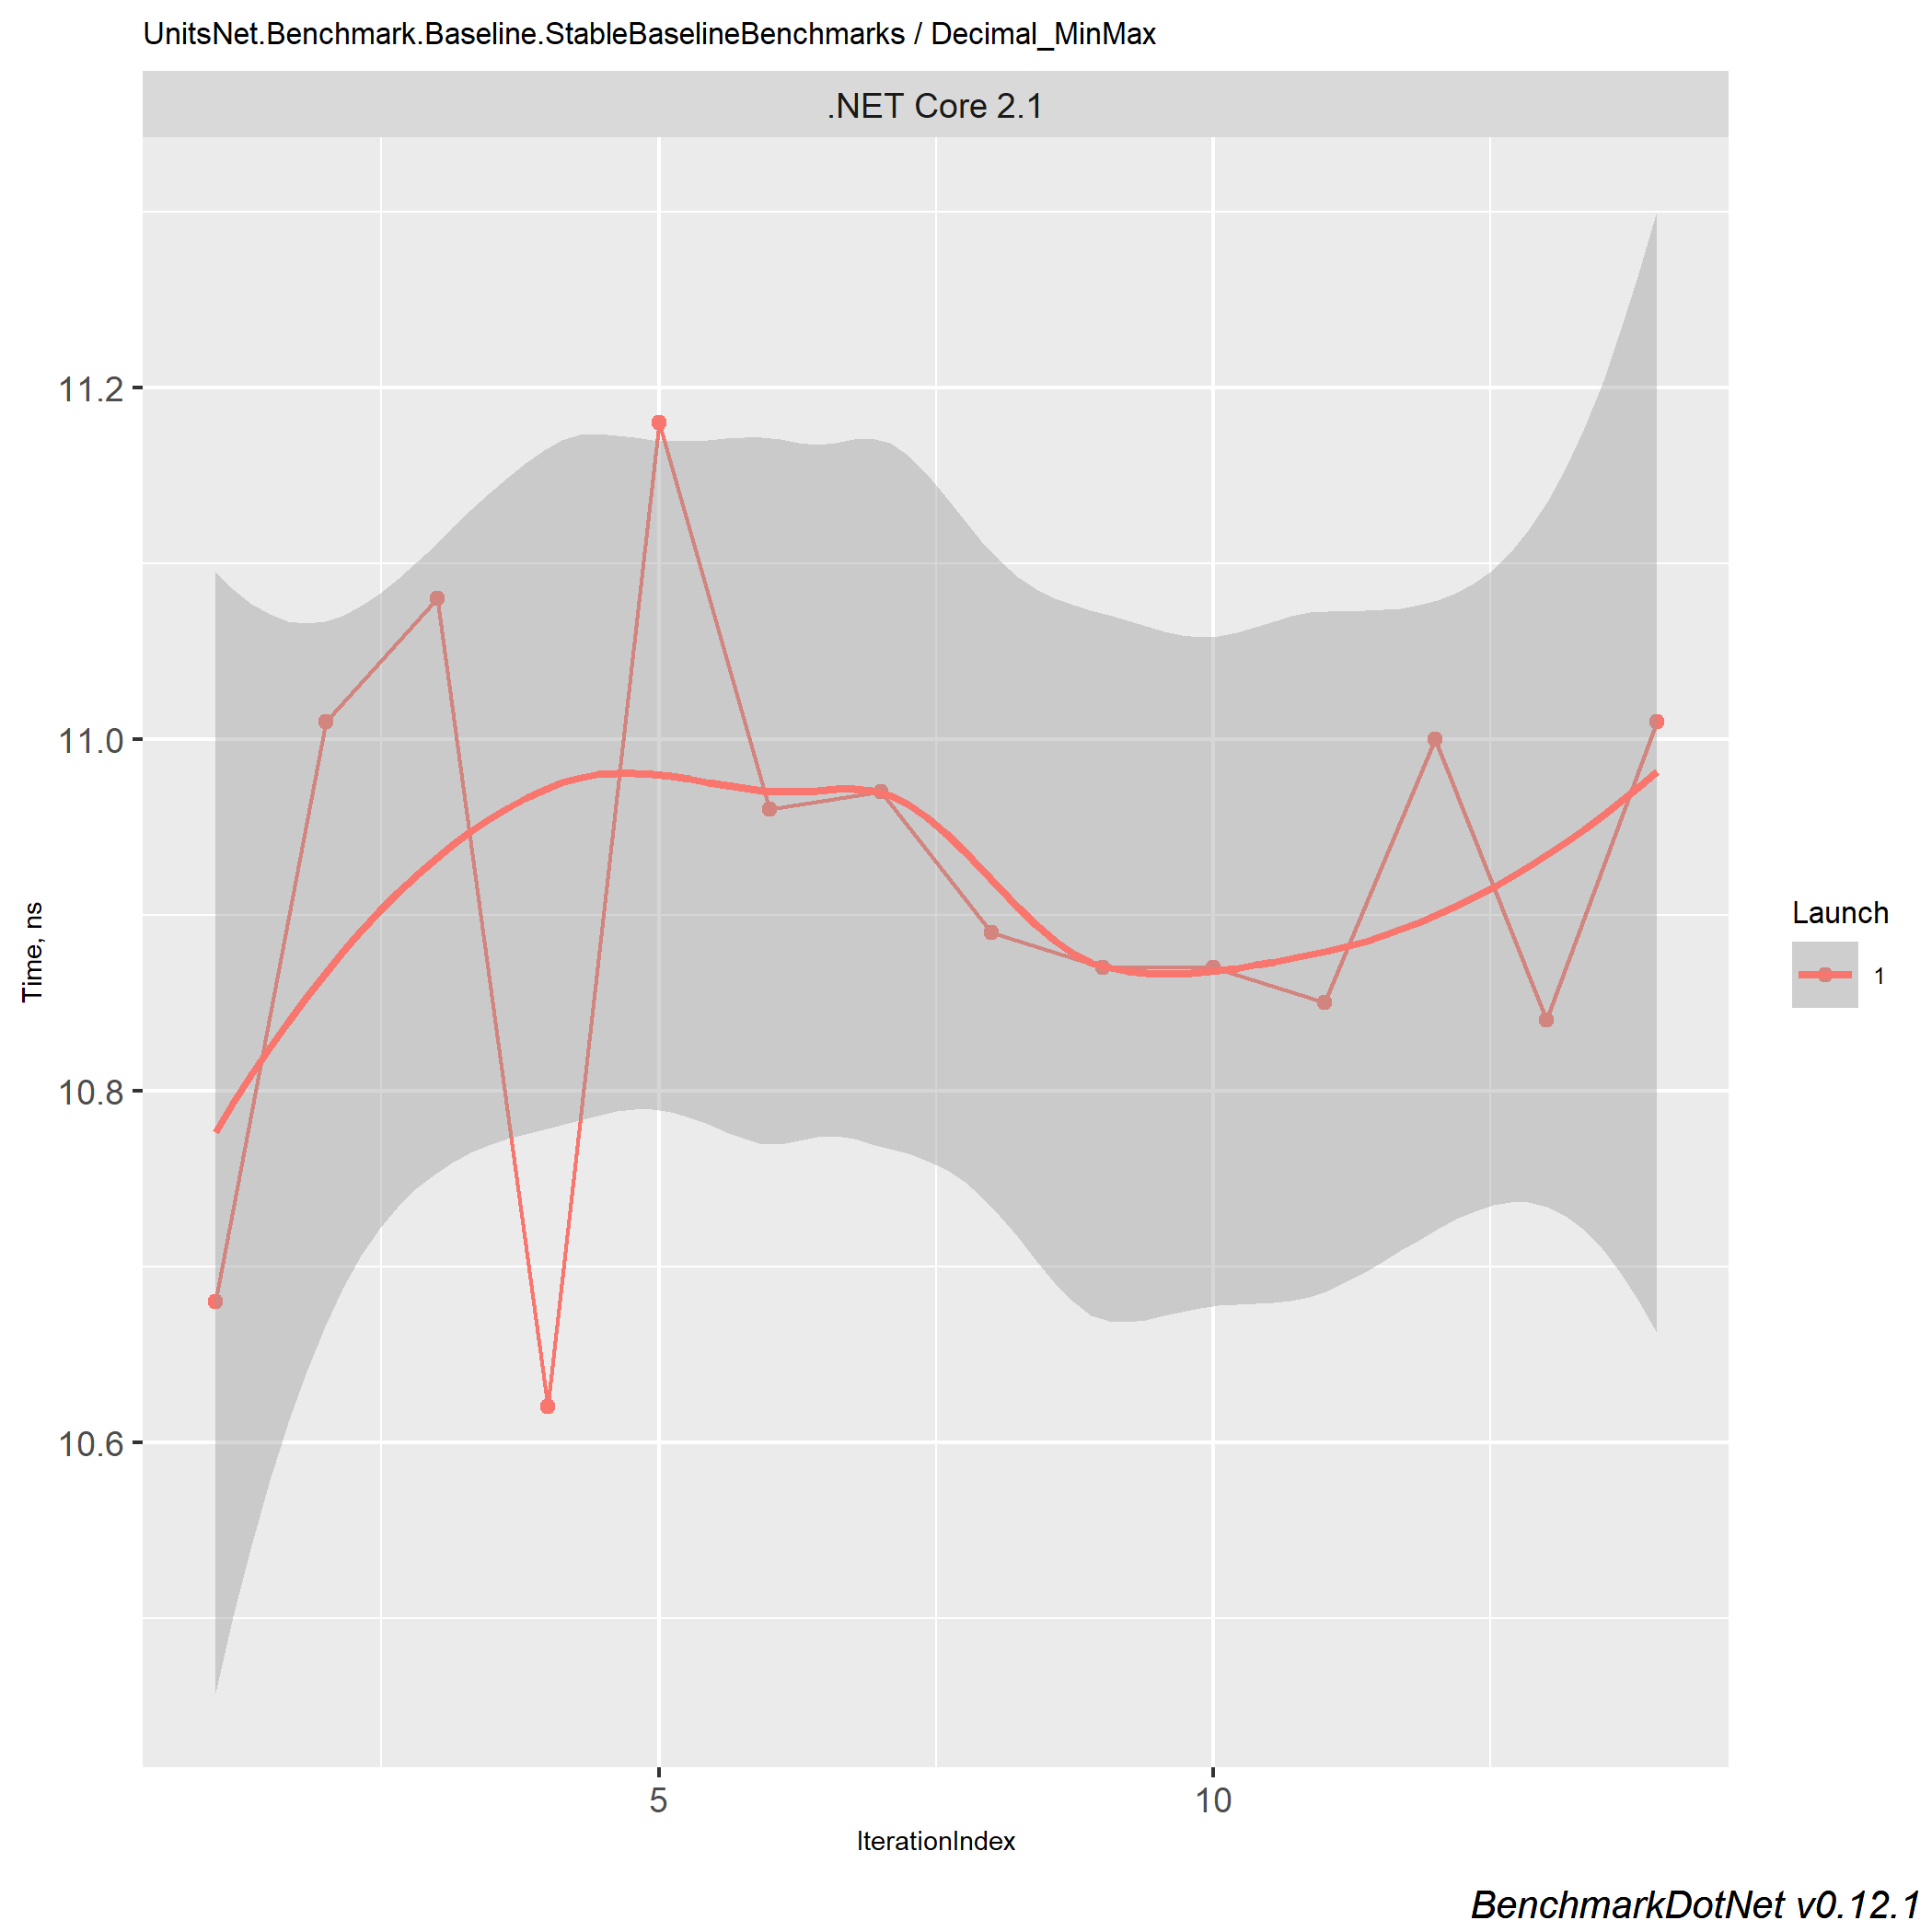 UnitsNet.Benchmark.Baseline.StableBaselineBenchmarks / Decimal_MinMax
.NET Core 2.1
11.2
11.0
10.8
10.6
Time, ns
5
10
IterationIndex
Launch
1
BenchmarkDotNet v0.12.1